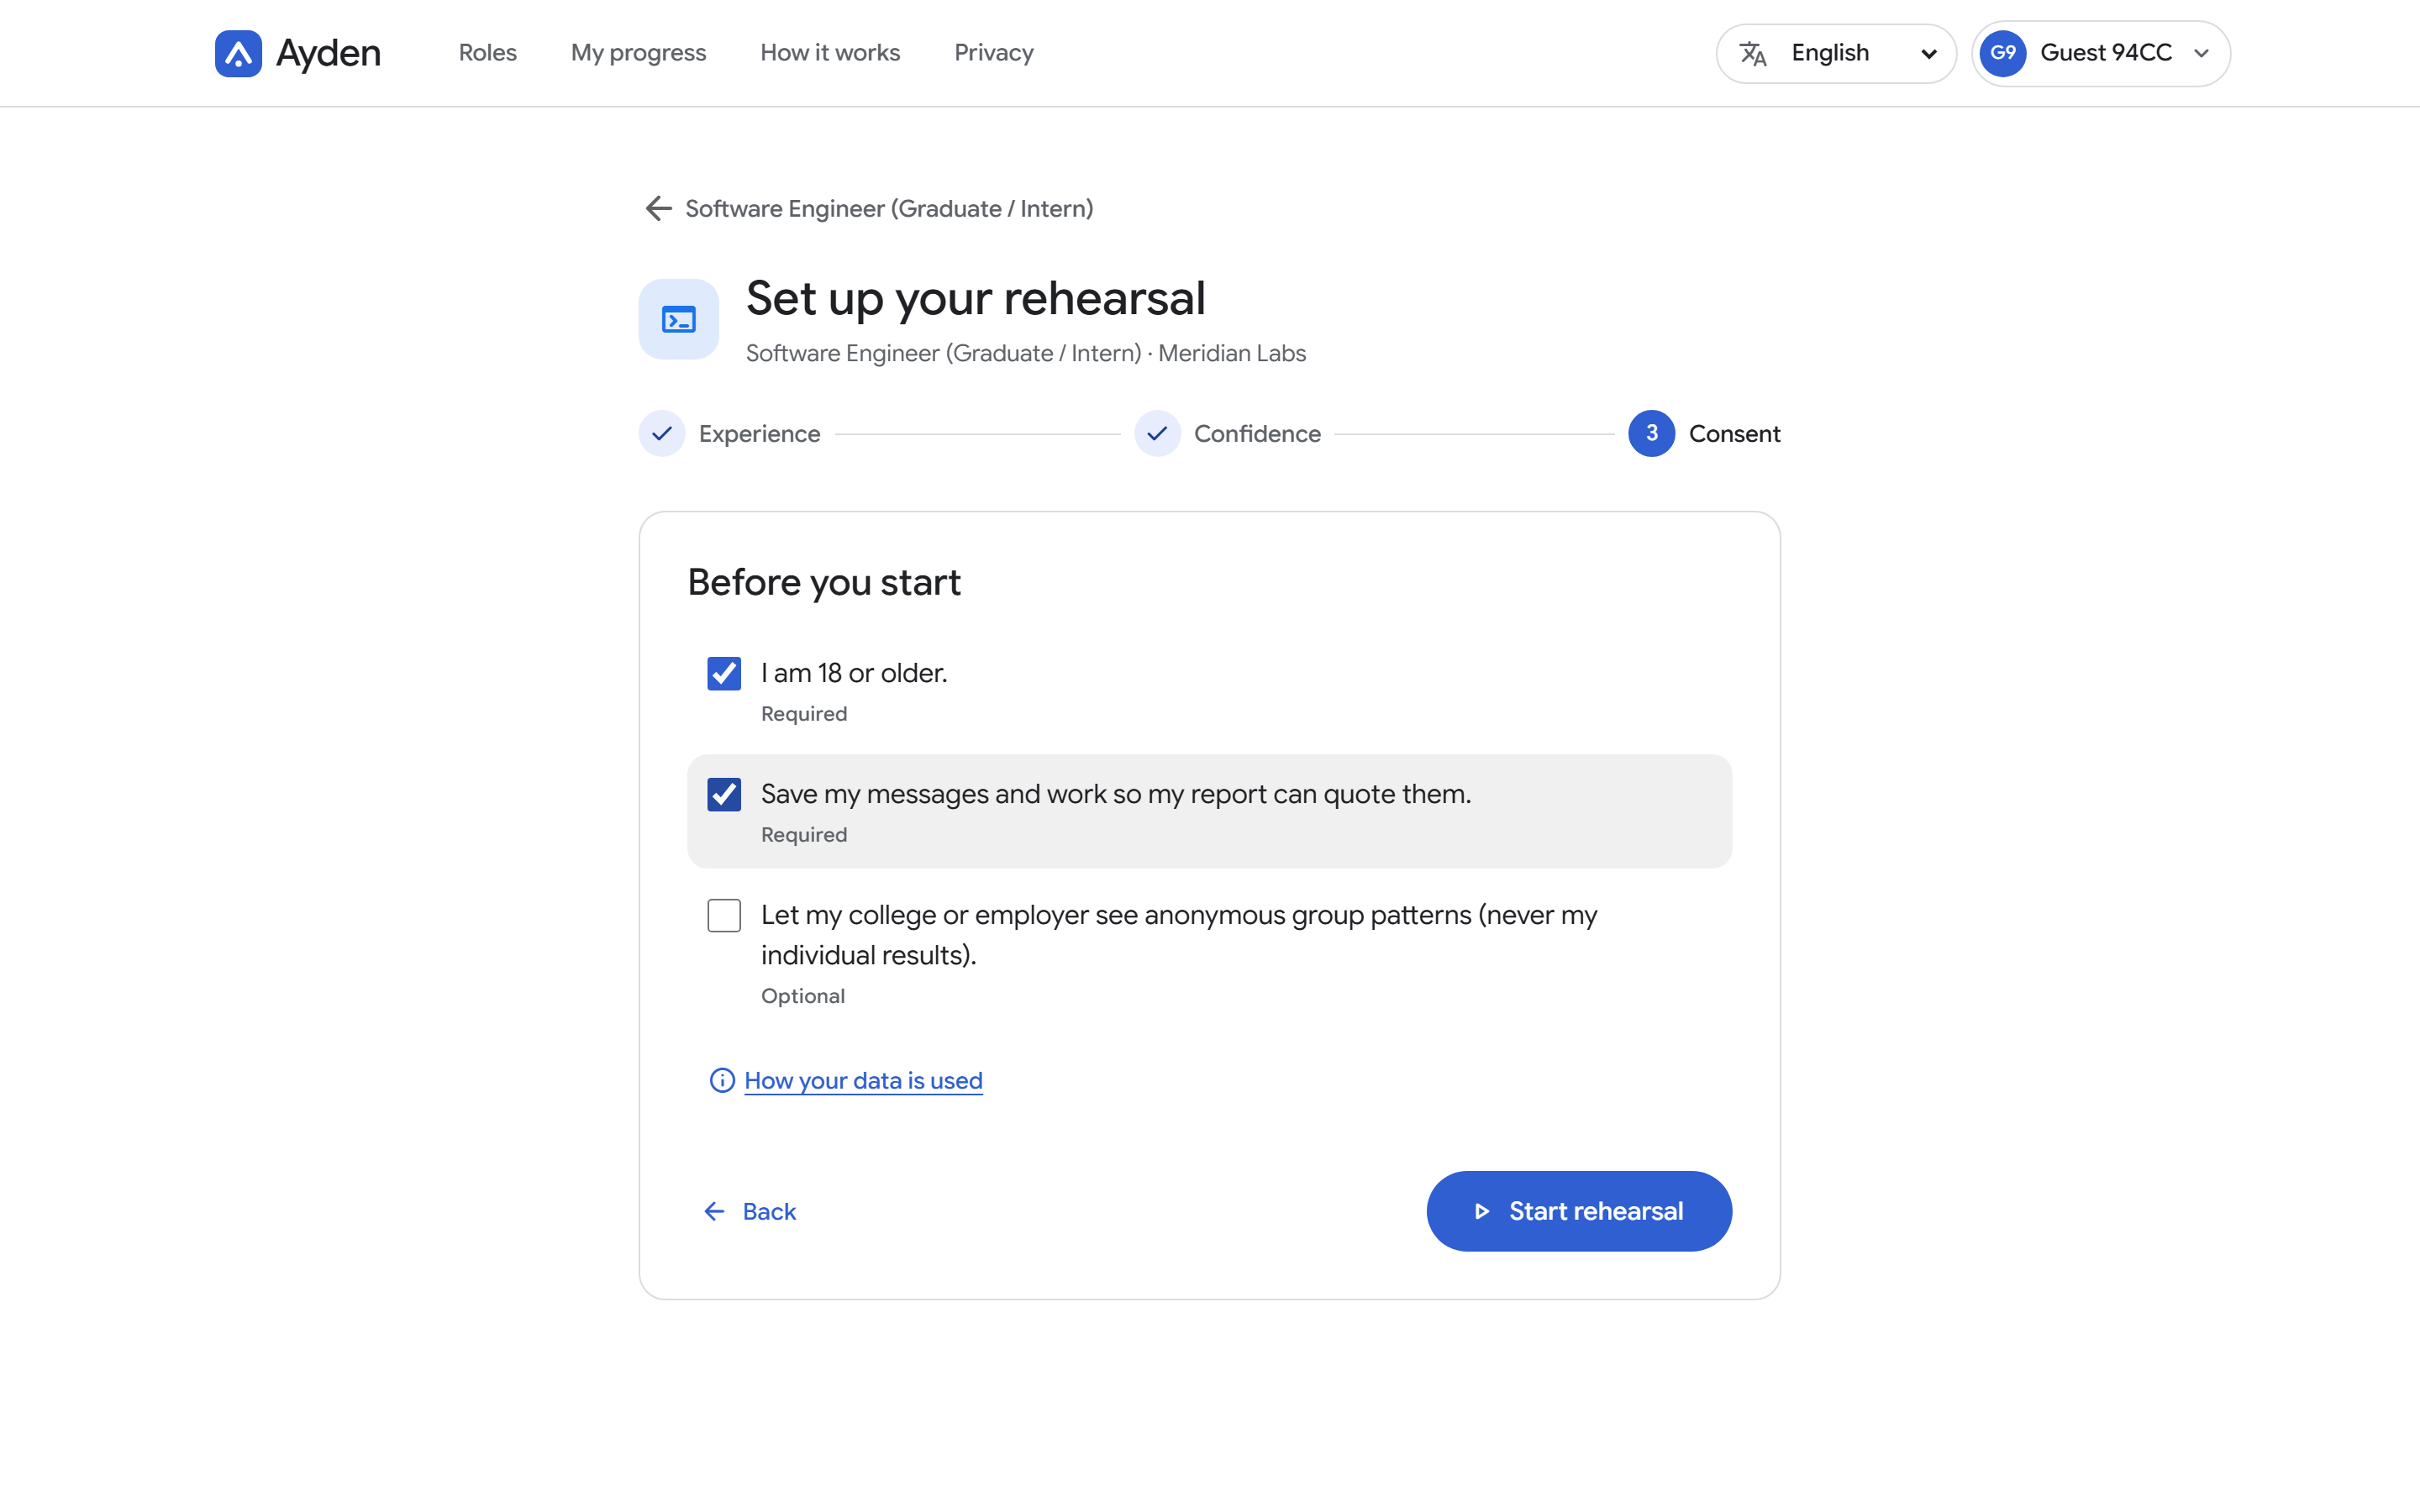 Ayden
Roles
My progress
How it works
Privacy
English
G9
Guest 94CC
Software Engineer (Graduate / Intern)
Set up your rehearsal
Software Engineer (Graduate / Intern) · Meridian Labs
Experience
Confidence
3
Consent
Before you start
I am 18 or older.
Required
Save my messages and work so my report can quote them.
Required
Let my college or employer see anonymous group patterns (never my
individual results).
Optional
How your data is used
Back
Start rehearsal